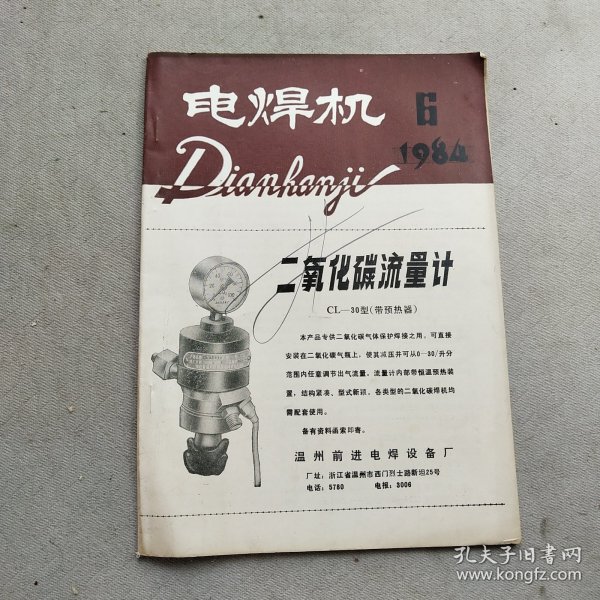 电焊机
6
1984
Dianhanji
二氧化碳流量计
CL—30型(带预热器)
本产品专供二氧化碳气体保护焊接之用，可直接
安装在二氧化碳气瓶上，使其减压并可从0—30/升分
范围内任意调节出气流量，流量计内部带恒温预热装
置，结构紧凑、型式新颖，各类型的二氧化碳焊机均
需配套使用。
备有资料函索即寄。
温州前进电焊设备厂
厂址：浙江省温州市西门烈士路新坦25号
电话：5780 电报：3006
孔夫子旧书网
www.kongfz.com